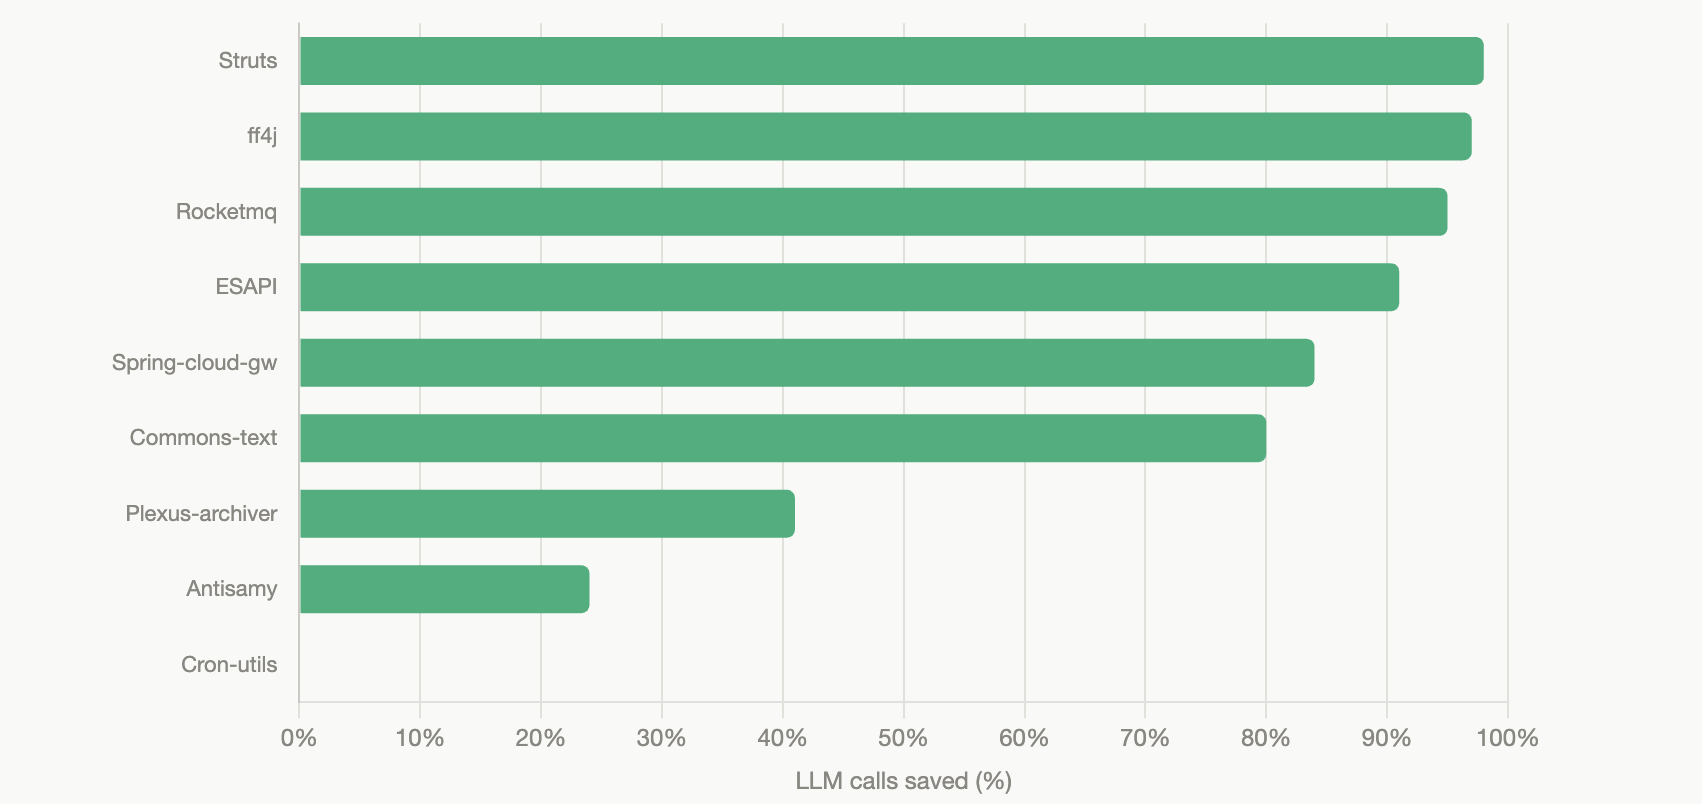 Struts
ff4j
Rocketmq
ESAPI
Spring-cloud-gw
Commons-text
Plexus-archiver
Antisamy
Cron-utils
0% 10% 20% 30% 40% 50% 60% 70% 80% 90% 100%
LLM calls saved (%)